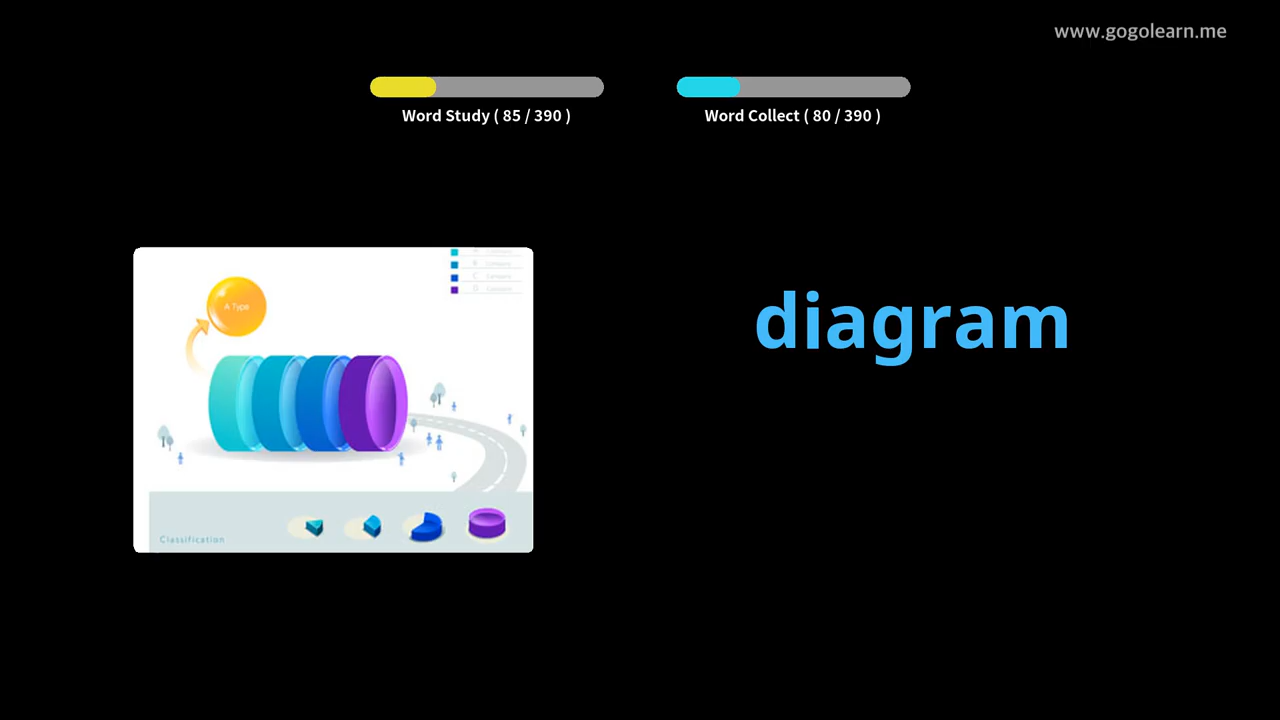 www.gogolearn.me
Word Study ( 85 / 390 )
Word Collect ( 80 / 390 )
diagram
A Type
B
C
D
Classification